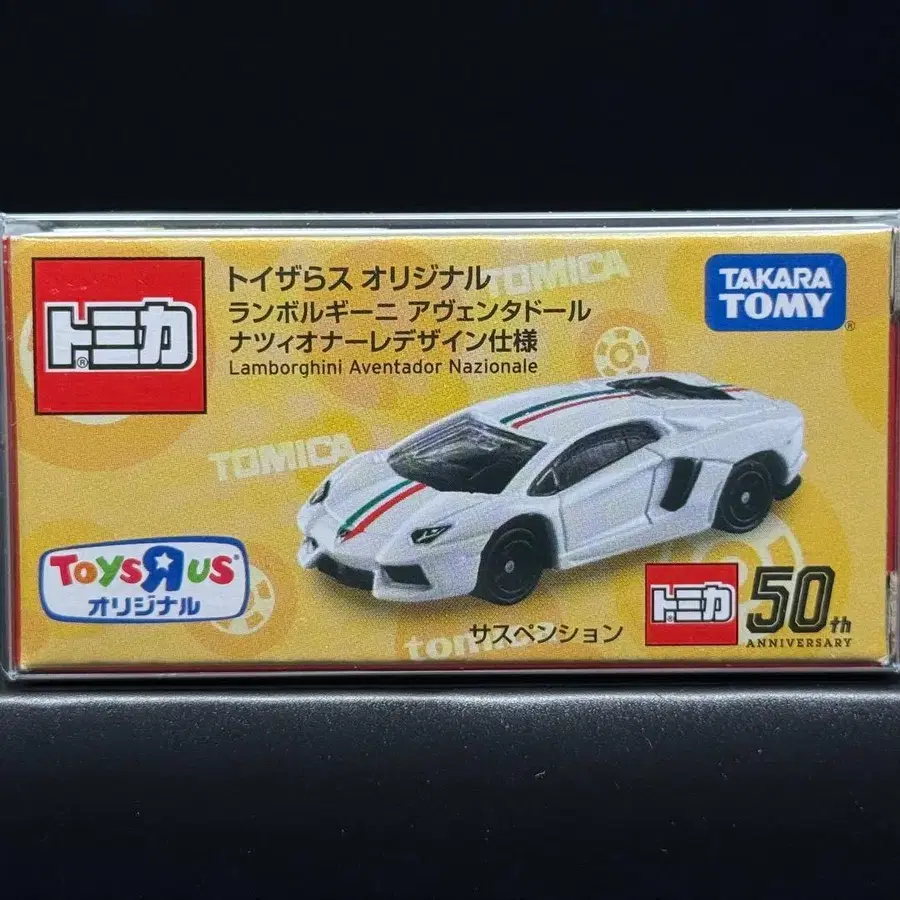 トイザらス オリジナル
ランボルギーニ アヴェンタドール
ナツィオナーレデザイン仕様
Lamborghini Aventador Nazionale
トミカ®
TAKARA
TOMY®
TOMICA
TOMICA
TOYS R US
オリジナル
サスペンション
トミカ®
50th
ANNIVERSARY